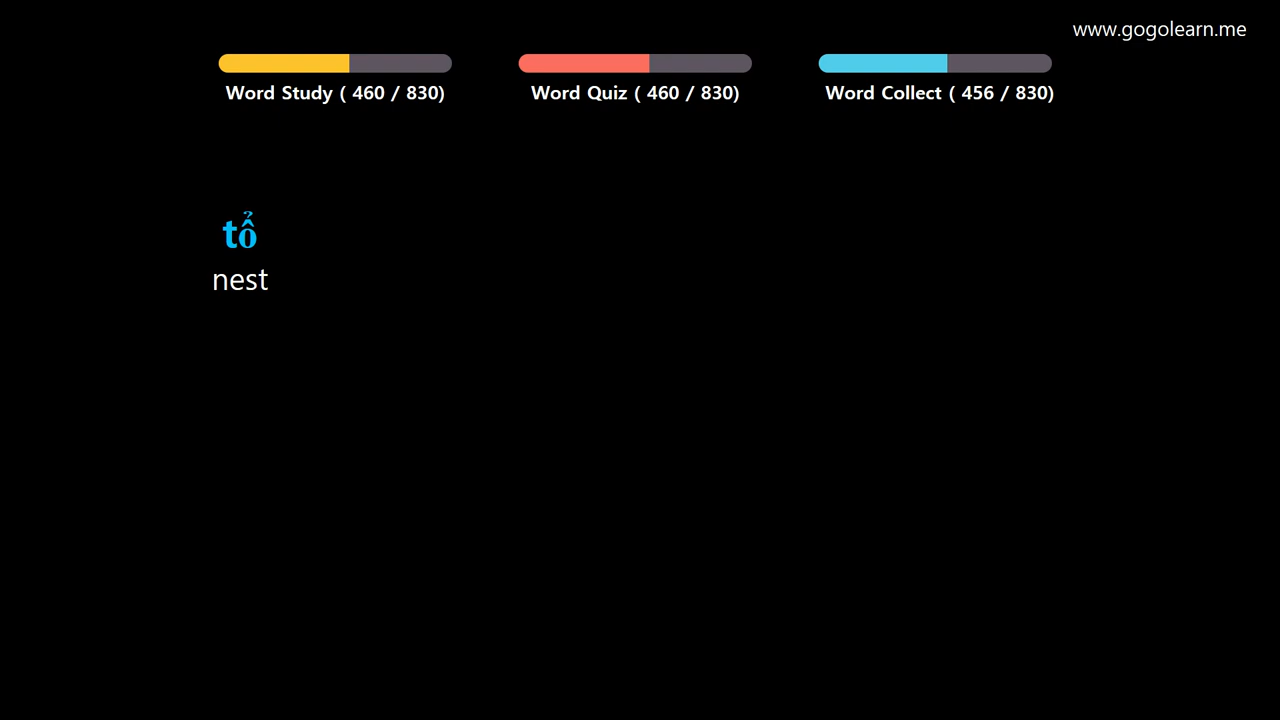 www.gogolearn.me
Word Study ( 460 / 830)
Word Quiz ( 460 / 830)
Word Collect ( 456 / 830)
tổ
nest